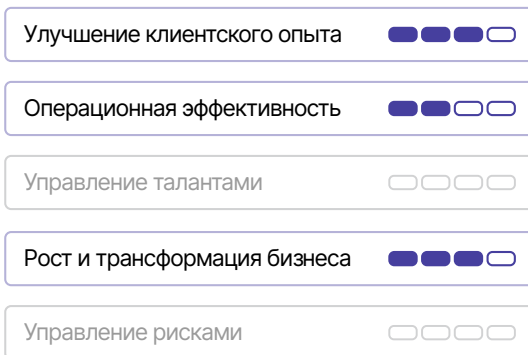 Улучшение клиентского опыта
Операционная эффективность
Управление талантами
Рост и трансформация бизнеса
Управление рисками